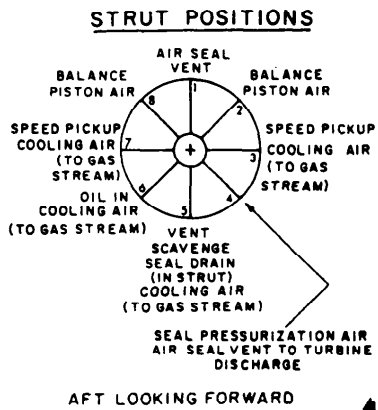 STRUT POSITIONS
AIR SEAL
VENT
BALANCE
PISTON AIR
BALANCE
PISTON AIR
8
1
2
SPEED PICKUP
COOLING AIR
(TO GAS
STREAM)
7
3
SPEED PICKUP
COOLING AIR
(TO GAS
STREAM)
6
5
4
OIL IN
COOLING AIR
(TO GAS STREAM)
VENT
SCAVENGE
SEAL DRAIN
(IN STRUT)
COOLING AIR
(TO GAS STREAM)
SEAL PRESSURIZATION AIR
AIR SEAL VENT TO TURBINE
DISCHARGE
AFT LOOKING FORWARD